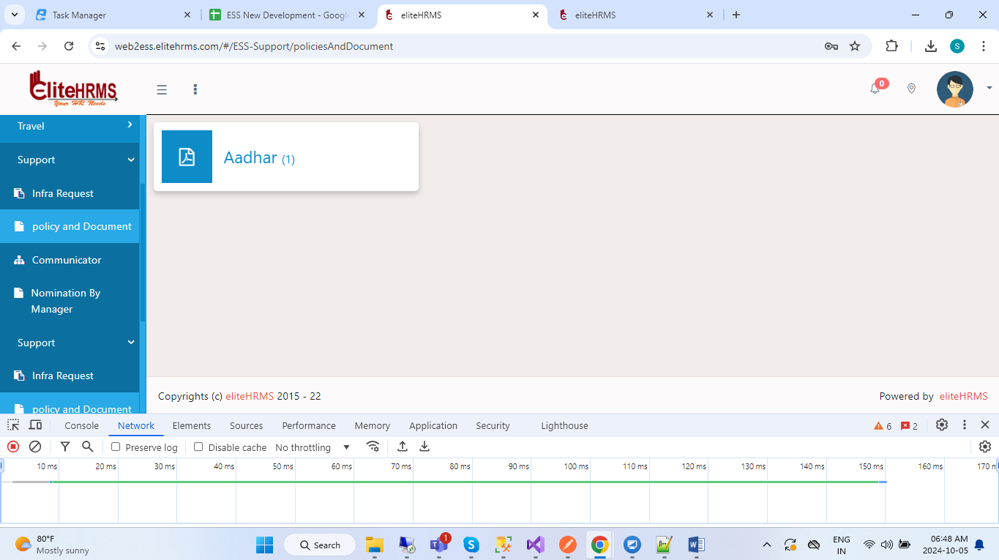 Task Manager
ESS New Development - Google
eliteHRMS
eliteHRMS
web2ess.elitehrms.com/#/ESS-Support/policiesAndDocument
S
EliteHRMS
Your HR Needs
0
Travel
Support
Infra Request
policy and Document
Communicator
Nomination By
Manager
Support
Infra Request
policy and Document
Aadhar (1)
Copyrights (c) eliteHRMS 2015 - 22
Powered by eliteHRMS
Console Network Elements Sources Performance Memory Application Security Lighthouse 6 2
Preserve log Disable cache No throttling
10 ms 20 ms 30 ms 40 ms 50 ms 60 ms 70 ms 80 ms 90 ms 100 ms 110 ms 120 ms 130 ms 140 ms 150 ms 160 ms 170 m
80°F
Mostly sunny
Search
1
ENG
IN
06:48 AM
2024-10-05